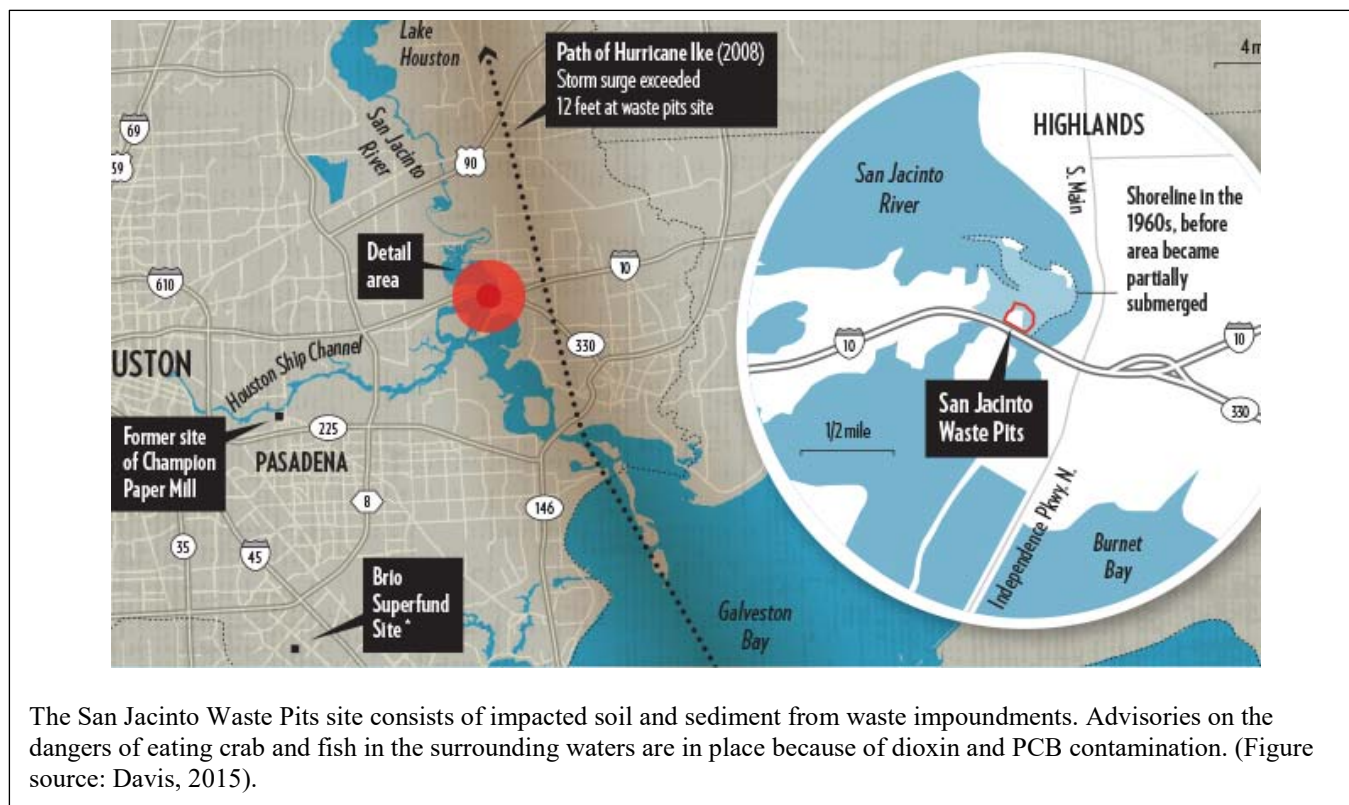 Lake
Houston
Path of Hurricane Ike (2008)
Storm surge exceeded
12 feet at waste pits site
4 m
69
59
San Jacinto
River
90
HIGHLANDS
San Jacinto
River
S. Main
Shoreline in the
1960s, before
area became
partially
submerged
Detail
area
10
610
330
10
10
330
USTON
Houston Ship Channel
San Jacinto
Waste Pits
1/2 mile
Former site
of Champion
Paper Mill
225
PASADENA
8
146
35
45
Independence Pkwy. N.
Burnet
Bay
Brio
Superfund
Site *
Galveston
Bay
The San Jacinto Waste Pits site consists of impacted soil and sediment from waste impoundments. Advisories on the
dangers of eating crab and fish in the surrounding waters are in place because of dioxin and PCB contamination. (Figure
source: Davis, 2015).